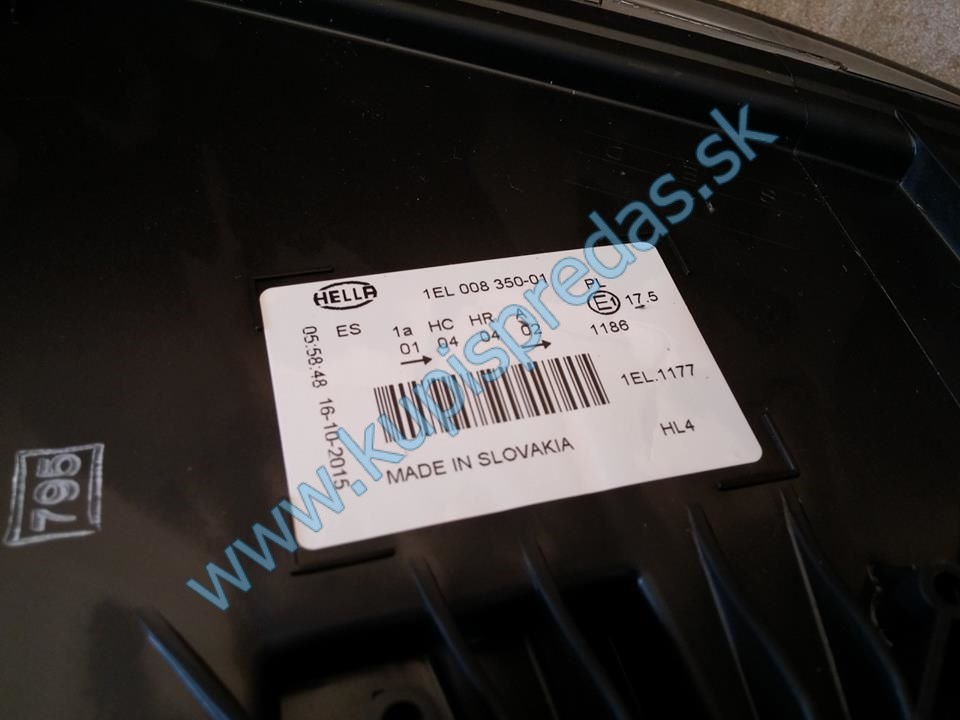 HELLA
1EL 008 350-01
PL
ES
1a HC HR A
01 04 04 02
E1 17.5
1186
05:58:48 16-10-2015
1EL.1177
MADE IN SLOVAKIA
HL4
795
www.kupispredas.sk